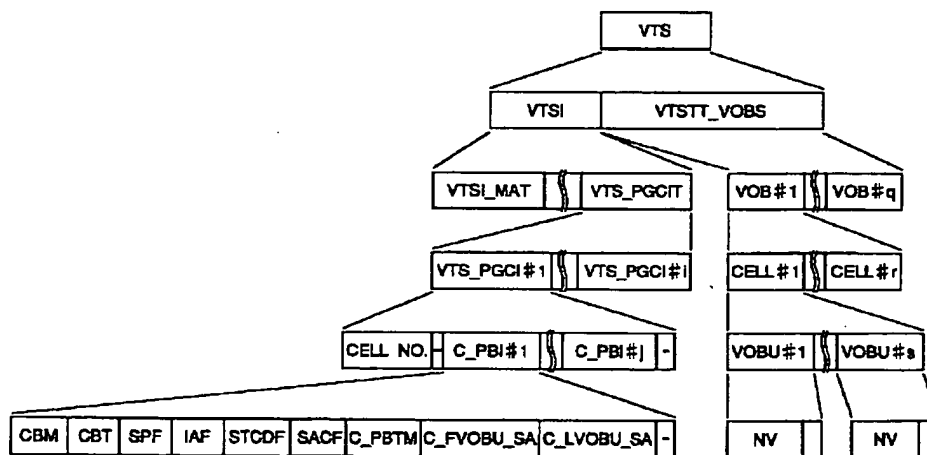 VTS
VTSI VTSTT_VOBS
VTSI_MAT VTS_PGCIT VOB#1 VOB#q
VTS_PGCI#1 VTS_PGCI#i CELL#1 CELL#r
CELL NO. - C_PBI#1 C_PBI#j - VOBU#1 VOBU#s
CBM CBT SPF IAF STCDF SACF C_PBTM C_FVOBU_SA C_LVOBU_SA - NV NV